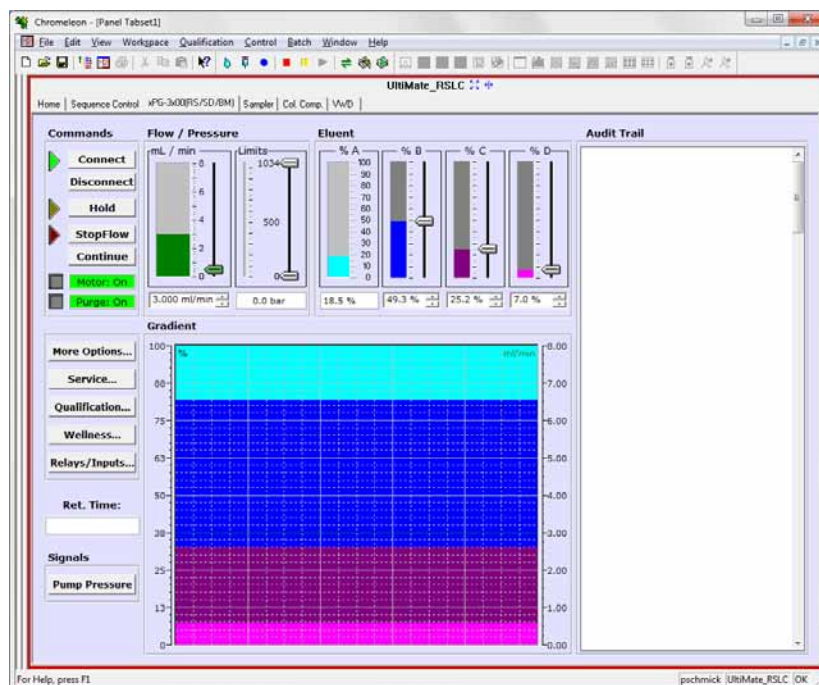 Chromeleon - [Panel Tabset1]
File Edit View Workspace Qualification Control Batch Window Help
UltiMate_RSLC
Home Sequence Control xPG-3x00(RS/SD/BM) Sampler Col. Comp. VWD
Commands
Connect
Disconnect
Hold
StopFlow
Continue
Motor: On
Purge: On
Flow / Pressure
mL / min
8
6
4
2
0
3.000 ml/min
Limits
1034
500
0
0.0 bar
Eluent
% A
100
90
80
70
60
50
40
30
20
10
0
18.5 %
% B
49.3 %
% C
25.2 %
% D
7.0 %
Audit Trail
More Options...
Service...
Qualification...
Wellness...
Relays/Inputs...
Ret. Time:
Signals
Pump Pressure
Gradient
% ml/min
100 8.00
88 7.00
75 6.00
63 5.00
50 4.00
38 3.00
25 2.00
13 1.00
0 0.00
For Help, press F1
pschmick UltiMate_RSLC OK